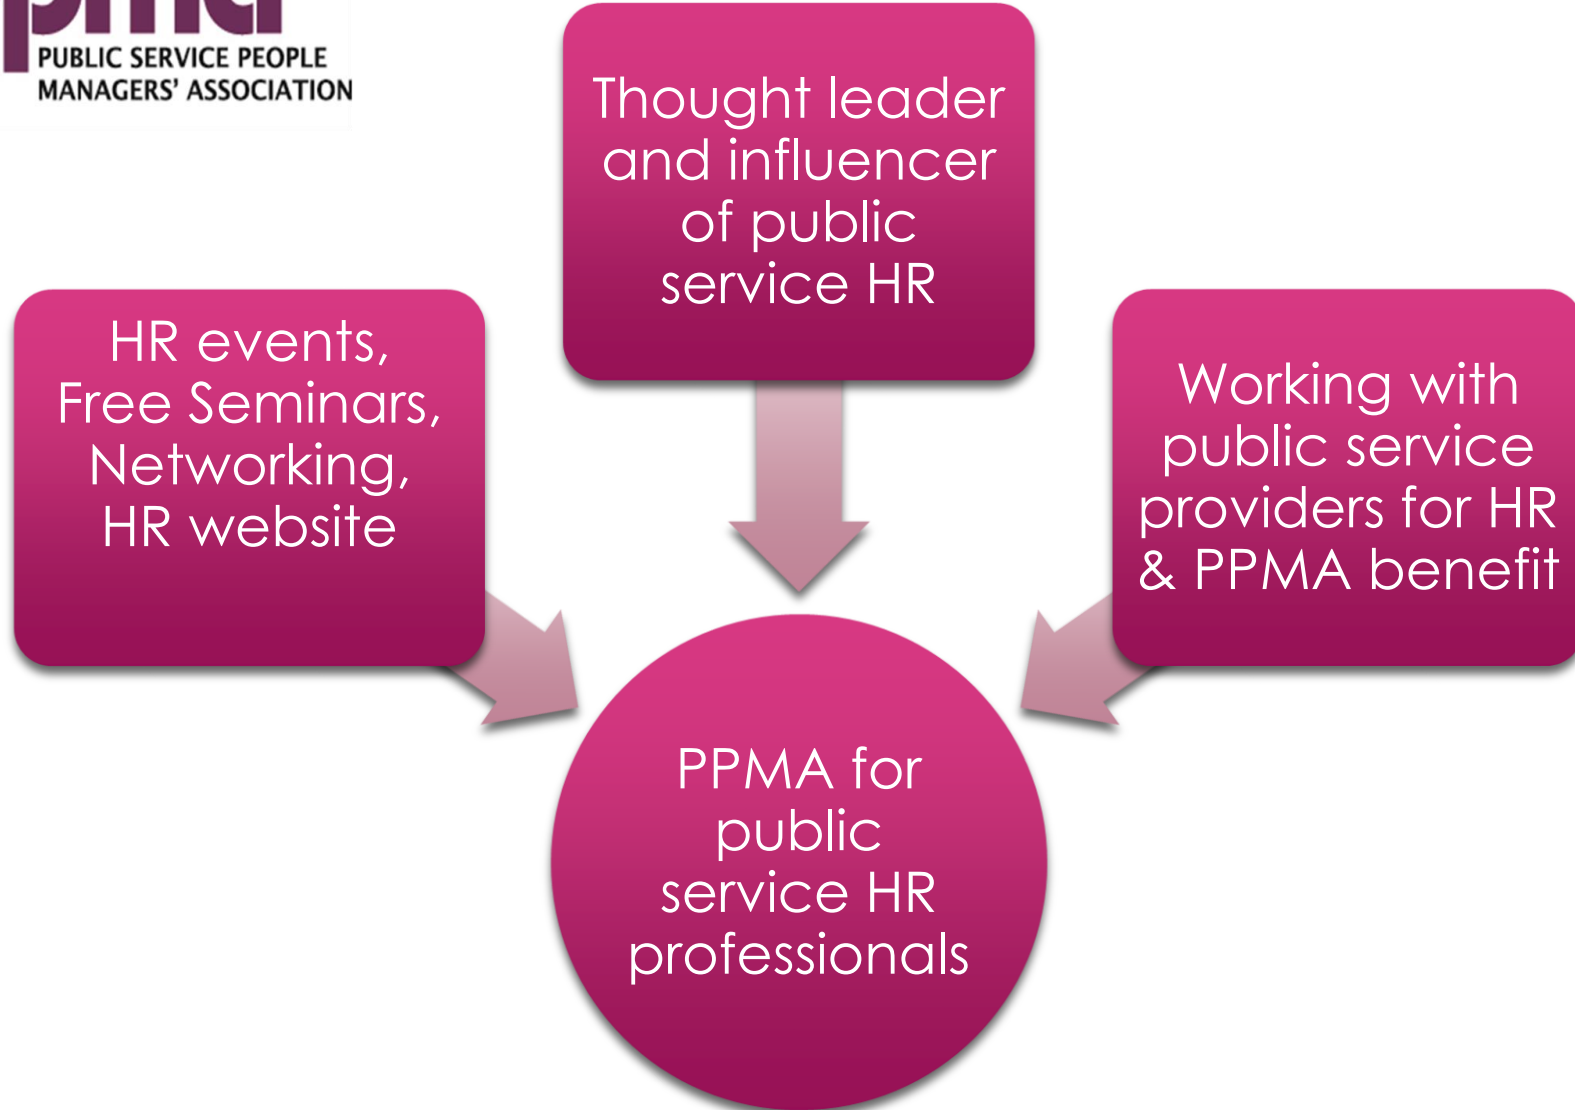 pma
PUBLIC SERVICE PEOPLE
MANAGERS' ASSOCIATION
Thought leader
and influencer
of public
service HR
HR events,
Free Seminars,
Networking,
HR website
Working with
public service
providers for HR
& PPMA benefit
PPMA for
public
service HR
professionals